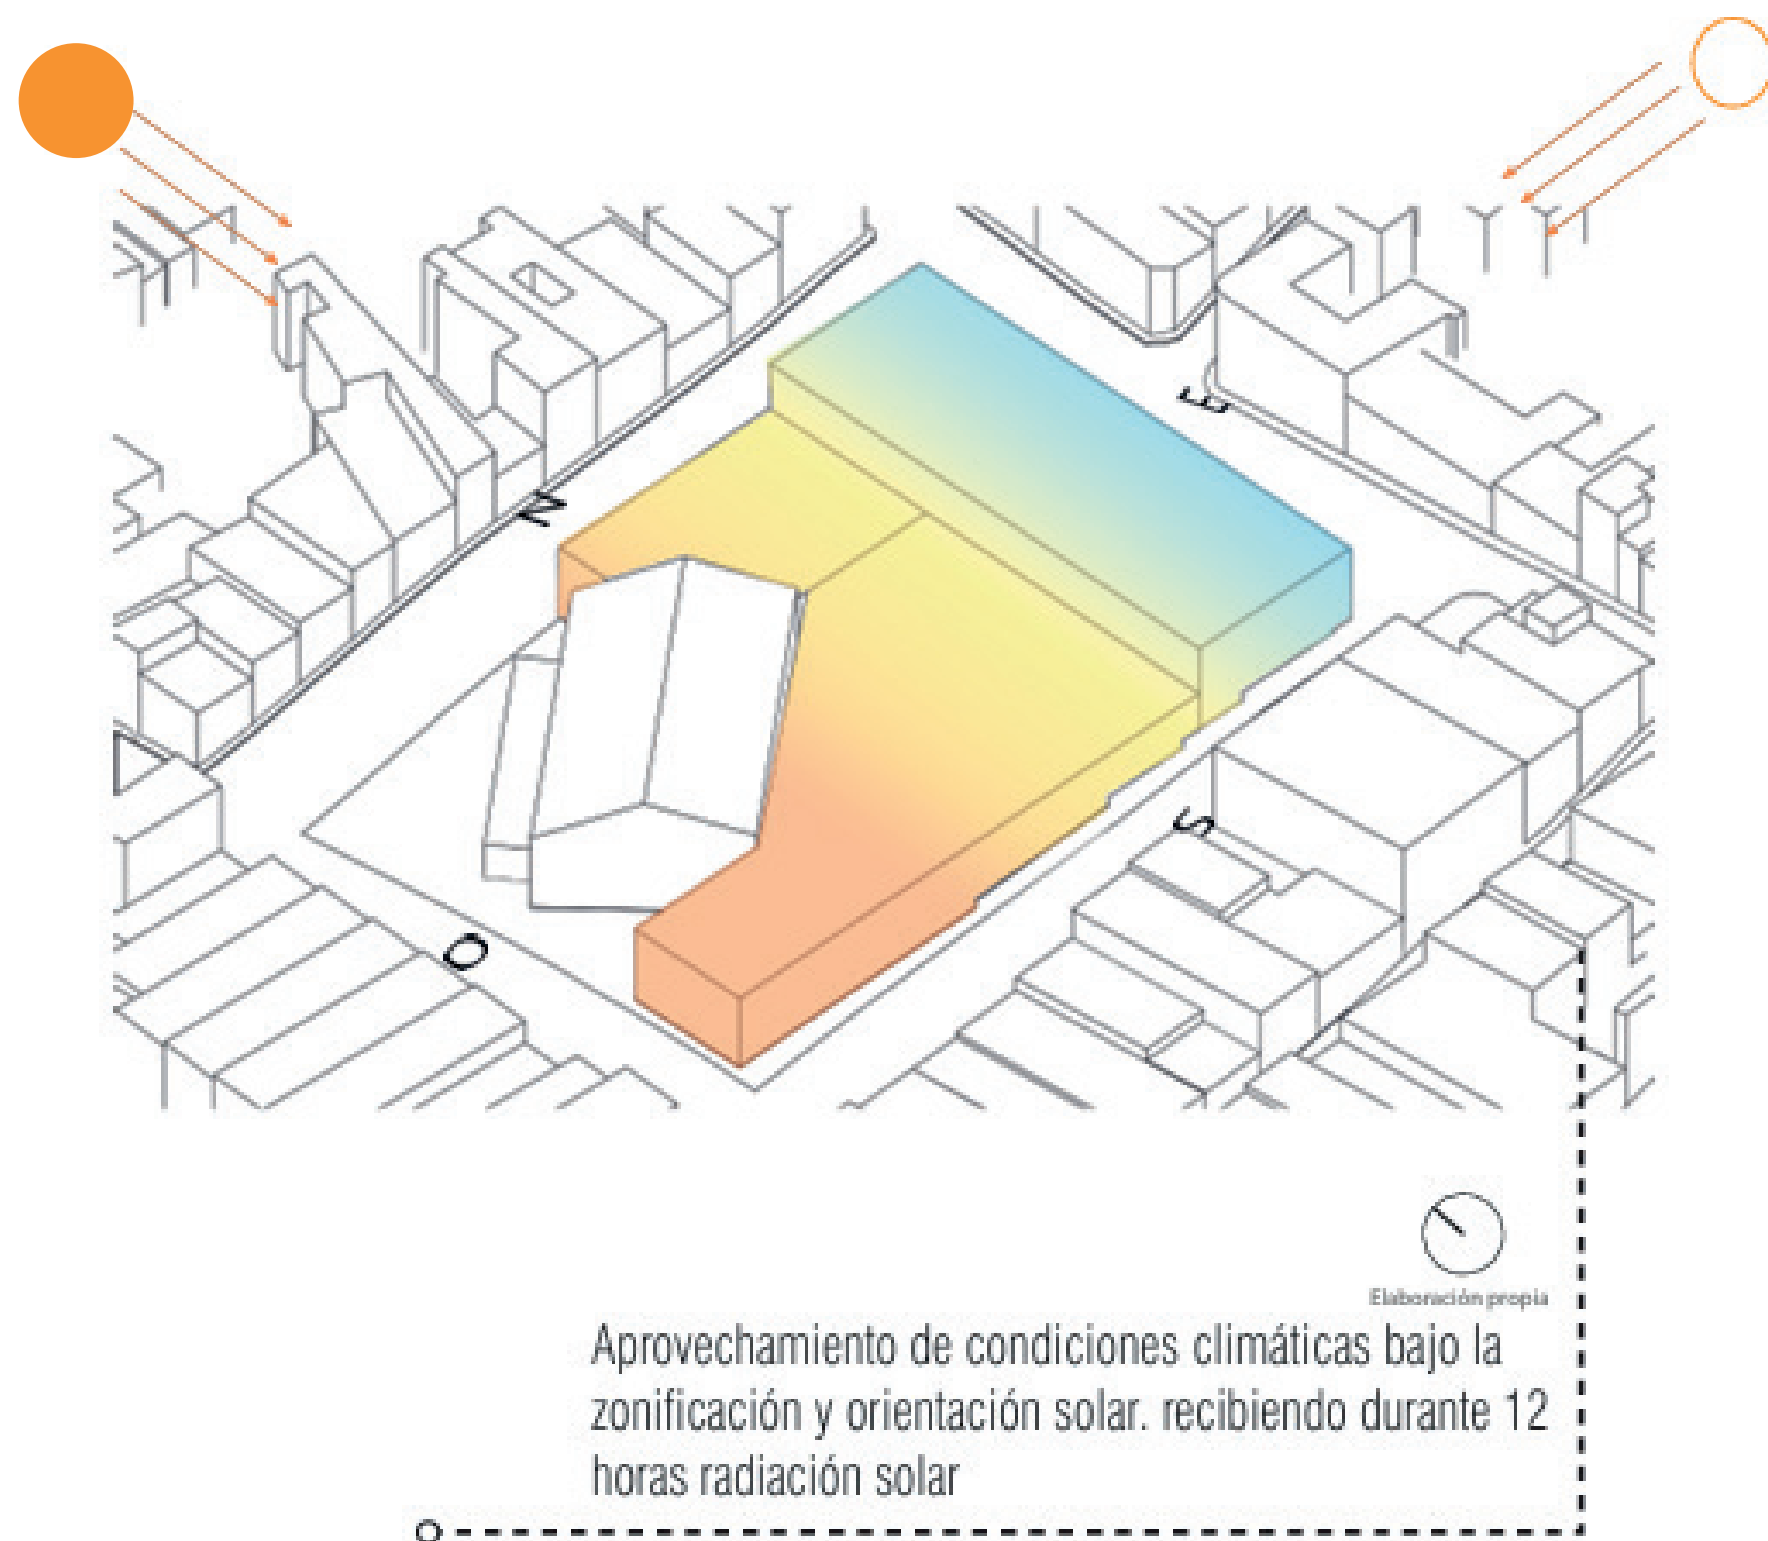 E
N
S
O
Elaboración propia
Aprovechamiento de condiciones climáticas bajo la
zonificación y orientación solar. recibiendo durante 12
horas radiación solar